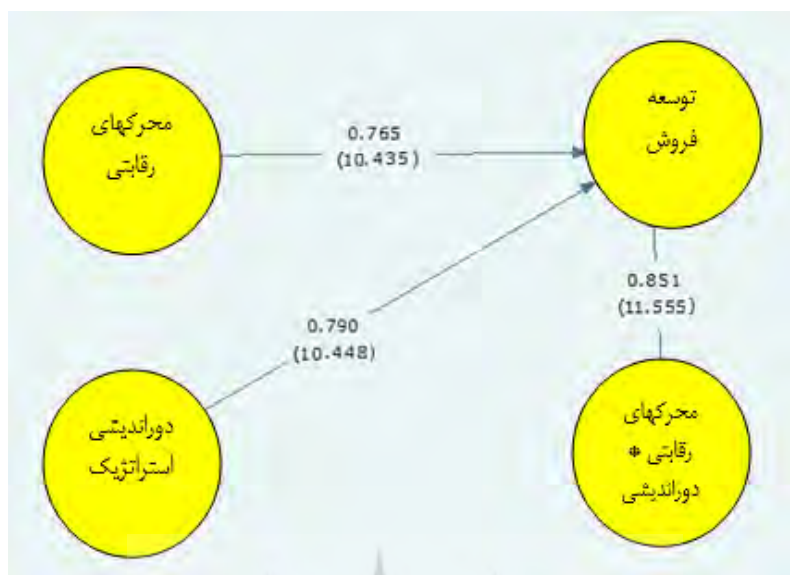 محرکهای
رقابتی
توسعه
فروش
0.765
(10.435)
0.851
(11.555)
0.790
(10.448)
دوراندیشی
استراتژیک
محرکهای
رقابتی *
دوراندیشی